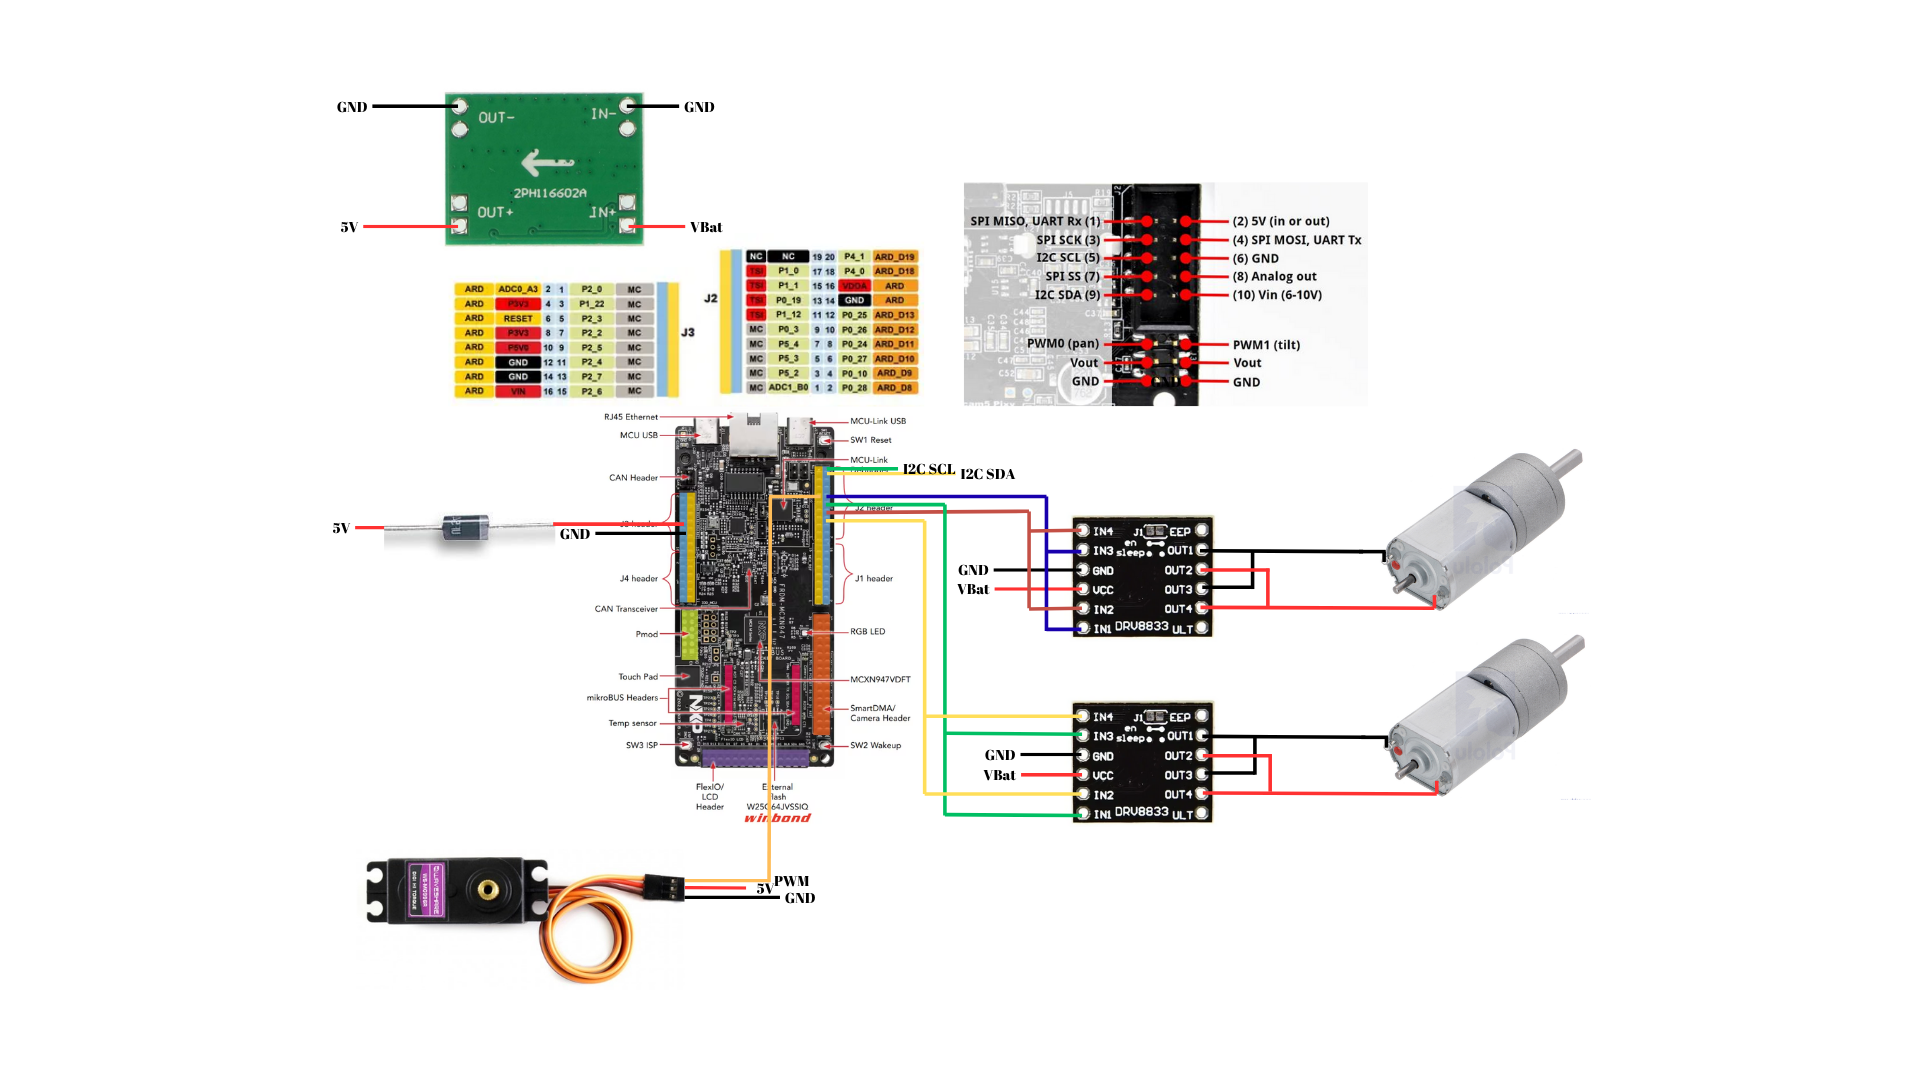 GND
OUT-
IN-
GND
2PH116602A
5V
OUT+
IN+
VBat
ARD ADC0_A3 2 1 P2_0 MC
ARD P3V3 4 3 P1_22 MC
ARD RESET 6 5 P2_3 MC
ARD P3V3 8 7 P2_2 MC
ARD P5V0 10 9 P2_5 MC
ARD GND 12 11 P2_4 MC
ARD GND 14 13 P2_7 MC
ARD VIN 16 15 P2_6 MC
J3
J2
NC NC 19 20 P4_1 ARD_D19
TSI P1_0 17 18 P4_0 ARD_D18
TSI P1_1 15 16 VDDA ARD
TSI P0_19 13 14 GND ARD
TSI P1_12 11 12 P0_25 ARD_D13
MC P0_3 9 10 P0_26 ARD_D12
MC P5_4 7 8 P0_24 ARD_D11
MC P5_3 5 6 P0_27 ARD_D10
MC P5_2 3 4 P0_10 ARD_D9
MC ADC1_B0 1 2 P0_28 ARD_D8
SPI MISO, UART Rx (1)
SPI SCK (3)
I2C SCL (5)
SPI SS (7)
I2C SDA (9)
(2) 5V (in or out)
(4) SPI MOSI, UART Tx
(6) GND
(8) Analog out
(10) Vin (6-10V)
PWM0 (pan)
Vout
GND
PWM1 (tilt)
Vout
GND
RJ45 Ethernet
MCU USB
CAN Header
J3 header
J4 header
CAN Transceiver
Pmod
Touch Pad
mikroBUS Headers
Temp sensor
SW3 ISP
FlexIO/
LCD
Header
External
Flash
W25Q64JVSSIQ
winbond
MCU-Link USB
SW1 Reset
MCU-Link
J2 header
J1 header
RGB LED
MCXN947VDFT
SmartDMA/
Camera Header
SW2 Wakeup
NXP
FRDM-MCXN947
I2C SCL
I2C SDA
5V
GND
GND
VBat
IN4
IN3
GND
VCC
IN2
IN1
J1
EEP
en
sleep
OUT1
OUT2
OUT3
OUT4
DRV8833
ULT
GND
VBat
IN4
IN3
GND
VCC
IN2
IN1
J1
EEP
en
sleep
OUT1
OUT2
OUT3
OUT4
DRV8833
ULT
PWM
5V
GND